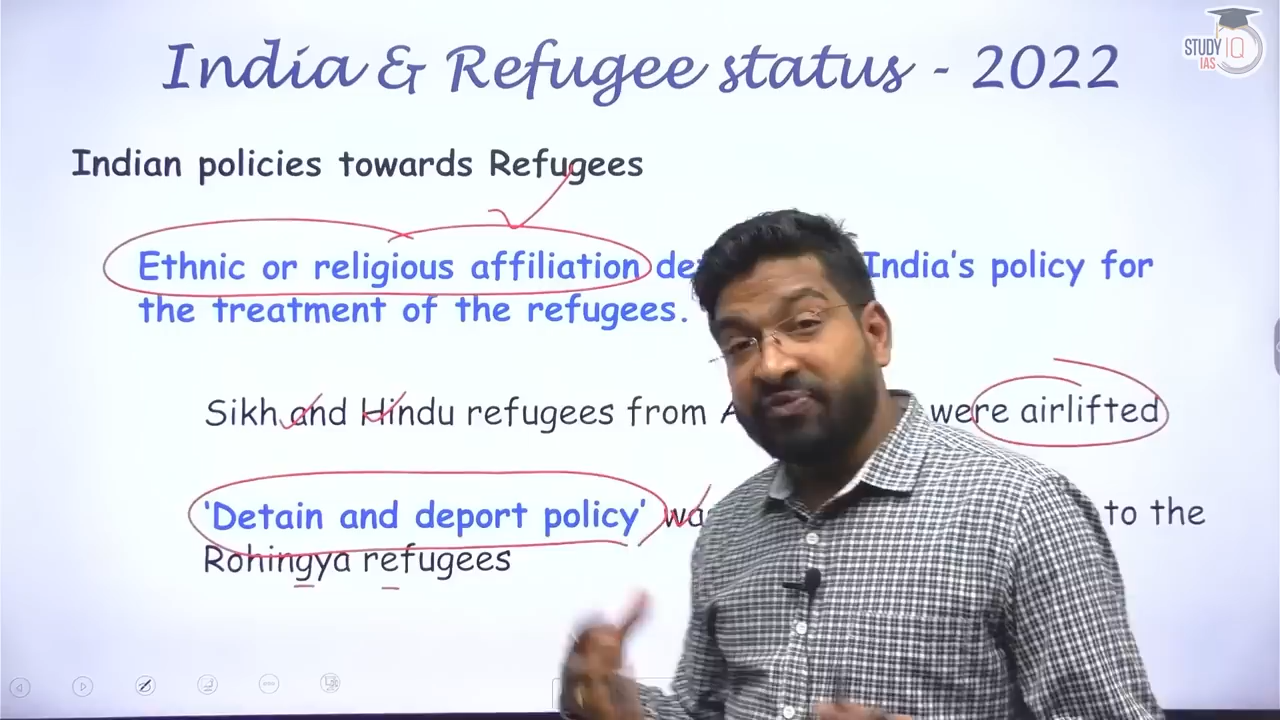 STUDY IQ
IAS
India & Refugee status - 2022
Indian policies towards Refugees
Ethnic or religious affiliation India's policy for
the treatment of the refugees.
Sikh and Hindu refugees from were airlifted
'Detain and deport policy' to the
Rohingya refugees